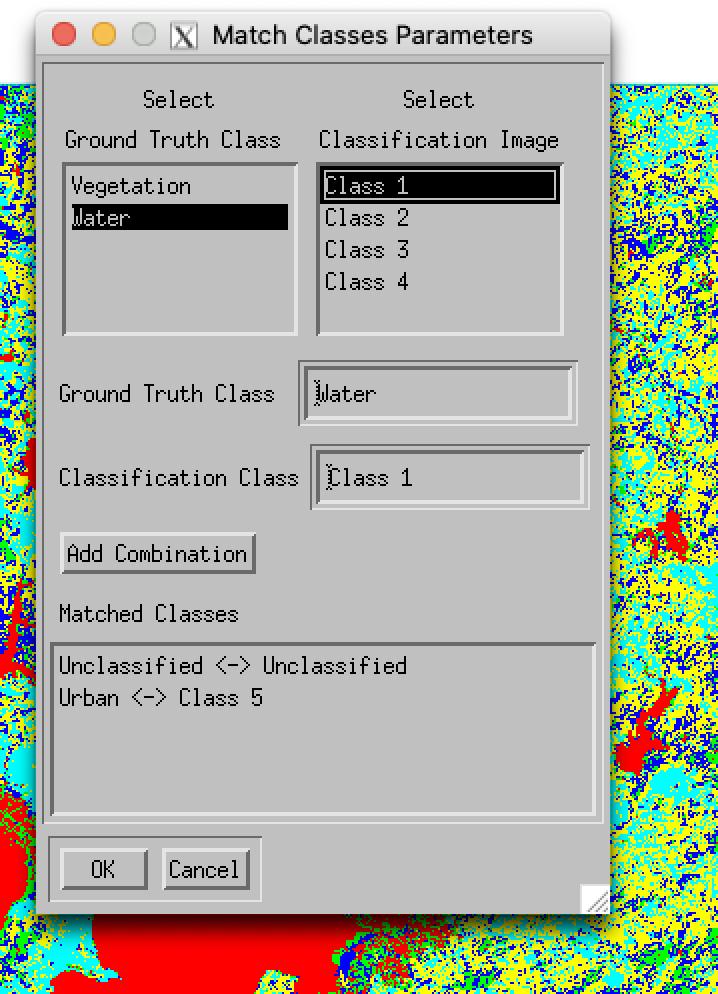 Match Classes Parameters
Select Select
Ground Truth Class Classification Image
Vegetation Class 1
Water Class 2
Class 3
Class 4
Ground Truth Class Water
Classification Class Class 1
Add Combination
Matched Classes
Unclassified <-> Unclassified
Urban <-> Class 5
OK Cancel